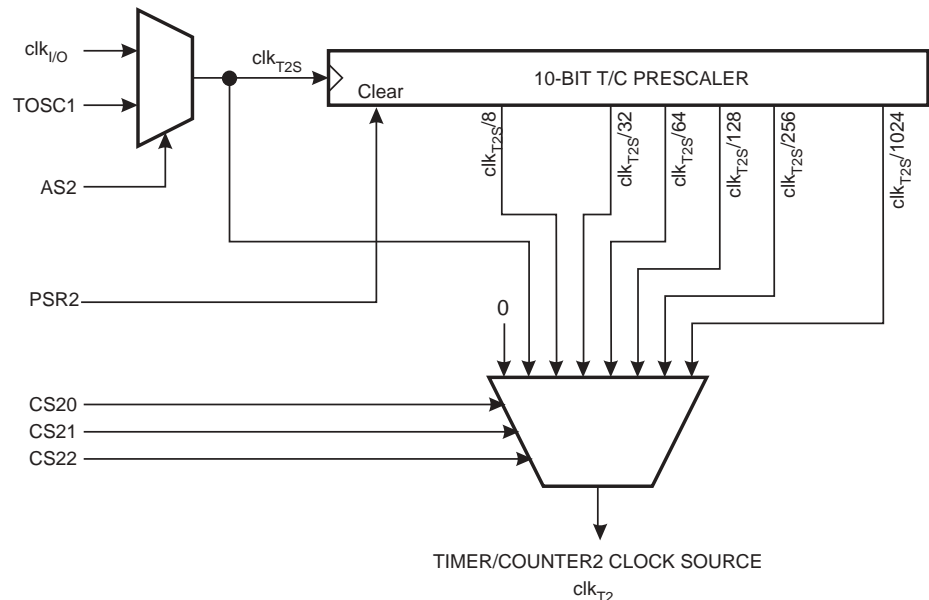 clkI/O
clkT2S
10-BIT T/C PRESCALER
TOSC1
Clear
clkT2S/8
clkT2S/32
clkT2S/64
clkT2S/128
clkT2S/256
clkT2S/1024
AS2
PSR2
0
CS20
CS21
CS22
TIMER/COUNTER2 CLOCK SOURCE
clkT2